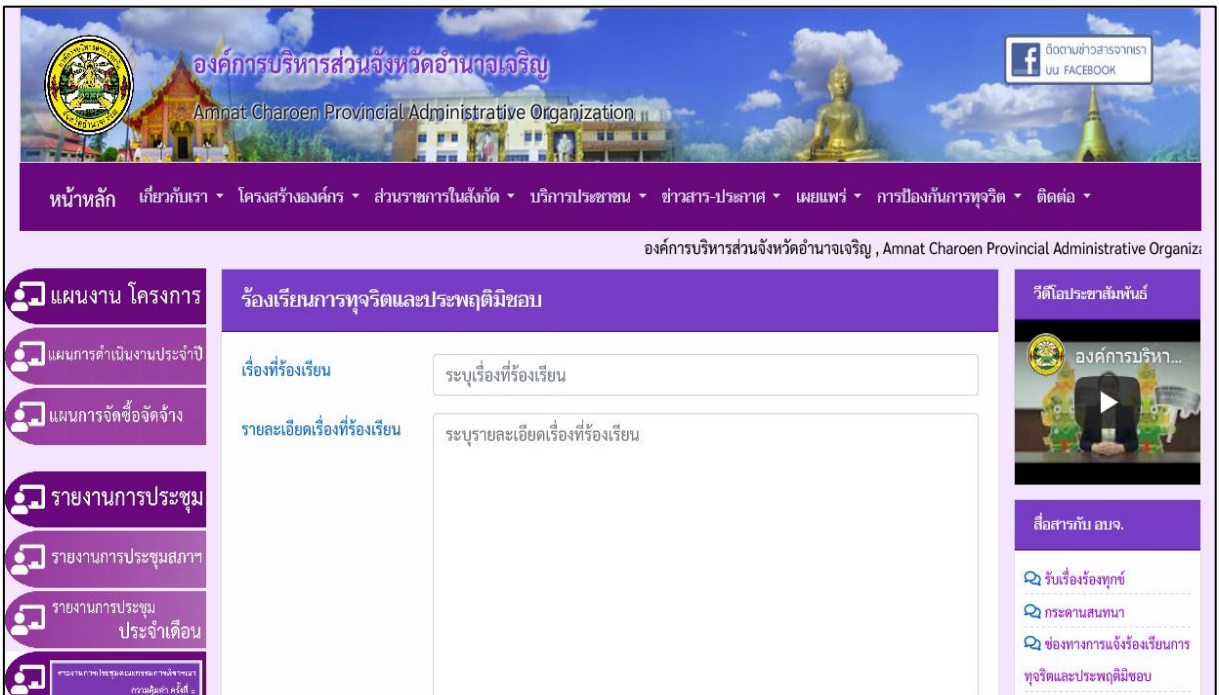 องค์การบริหารส่วนจังหวัดอำนาจเจริญ
Amnat Charoen Provincial Administrative Organization
ติดตามข่าวสารจากเรา
บน FACEBOOK
หน้าหลัก เกี่ยวกับเรา โครงสร้างองค์กร ส่วนราชการในสังกัด บริการประชาชน ข่าวสาร-ประกาศ เผยแพร่ การป้องกันการทุจริต ติดต่อ
องค์การบริหารส่วนจังหวัดอำนาจเจริญ , Amnat Charoen Provincial Administrative Organiz
แผนงาน โครงการ
แผนการดำเนินงานประจำปี
แผนการจัดซื้อจัดจ้าง
รายงานการประชุม
รายงานการประชุมสภาฯ
รายงานการประชุม
ประจำเดือน
ร้องเรียนการทุจริตและประพฤติมิชอบ
เรื่องที่ร้องเรียน
ระบุเรื่องที่ร้องเรียน
รายละเอียดเรื่องที่ร้องเรียน
ระบุรายละเอียดเรื่องที่ร้องเรียน
วีดีโอประชาสัมพันธ์
องค์การบริหา...
สื่อสารกับ อบจ.
รับเรื่องร้องทุกข์
กระดานสนทนา
ช่องทางการแจ้งร้องเรียนการ
ทุจริตและประพฤติมิชอบ